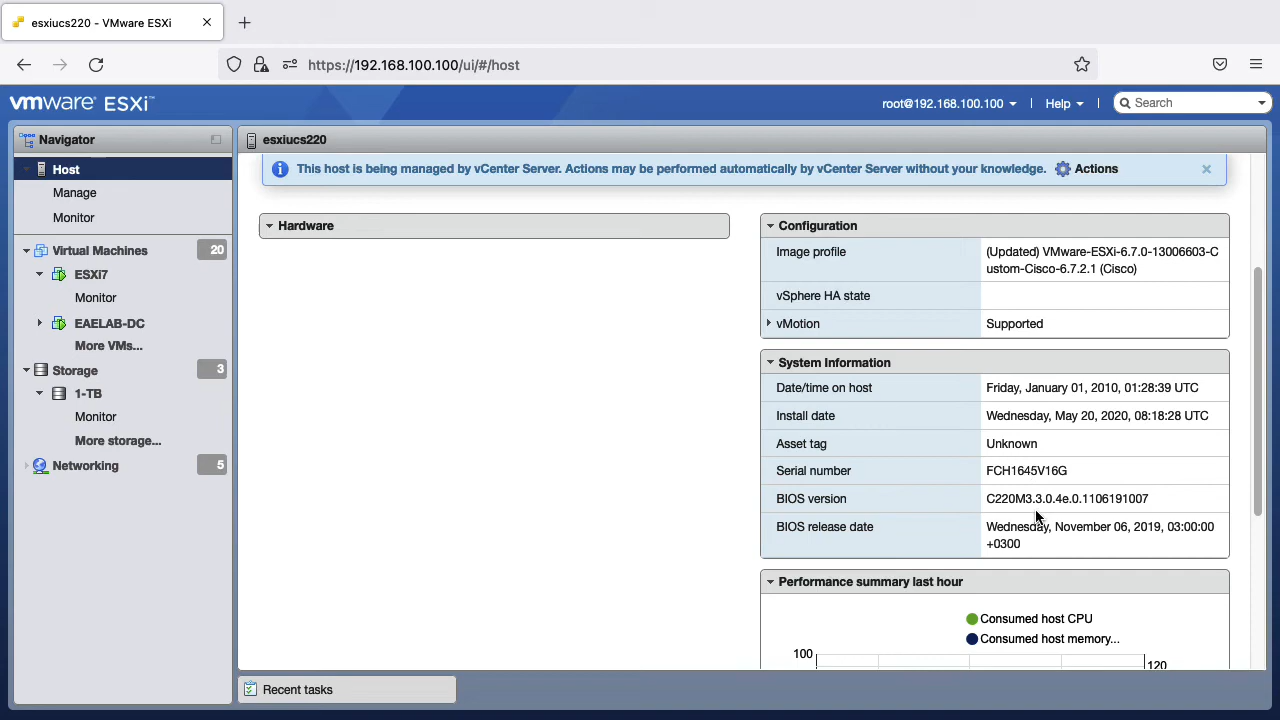 esxiucs220 - VMware ESXi
https://192.168.100.100/ui/#/host
vmware ESXi™
root@192.168.100.100
Help
Search
Navigator
Host
Manage
Monitor
Virtual Machines 20
ESXi7
Monitor
EAELAB-DC
More VMs...
Storage 3
1-TB
Monitor
More storage...
Networking 5
esxiucs220
This host is being managed by vCenter Server. Actions may be performed automatically by vCenter Server without your knowledge. Actions
Hardware
Configuration
Image profile (Updated) VMware-ESXi-6.7.0-13006603-C
ustom-Cisco-6.7.2.1 (Cisco)
vSphere HA state
vMotion Supported
System Information
Date/time on host Friday, January 01, 2010, 01:28:39 UTC
Install date Wednesday, May 20, 2020, 08:18:28 UTC
Asset tag Unknown
Serial number FCH1645V16G
BIOS version C220M3.3.0.4e.0.1106191007
BIOS release date Wednesday, November 06, 2019, 03:00:00
+0300
Performance summary last hour
Consumed host CPU
Consumed host memory...
100
120
Recent tasks